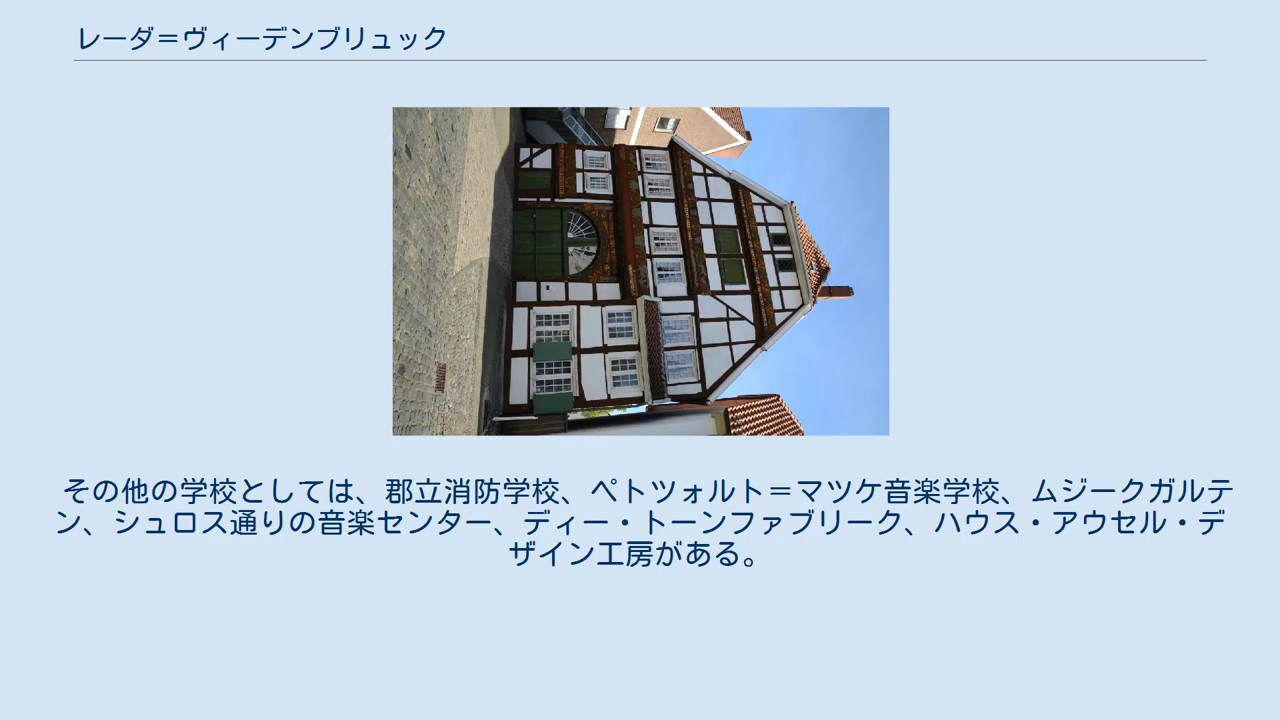 レーダ＝ヴィーデンブリュック
その他の学校としては、郡立消防学校、ペトツォルト＝マツケ音楽学校、ムジークガルテ
ン、シュロス通りの音楽センター、ディー・トーンファブリーク、ハウス・アウセル・デ
ザイン工房がある。